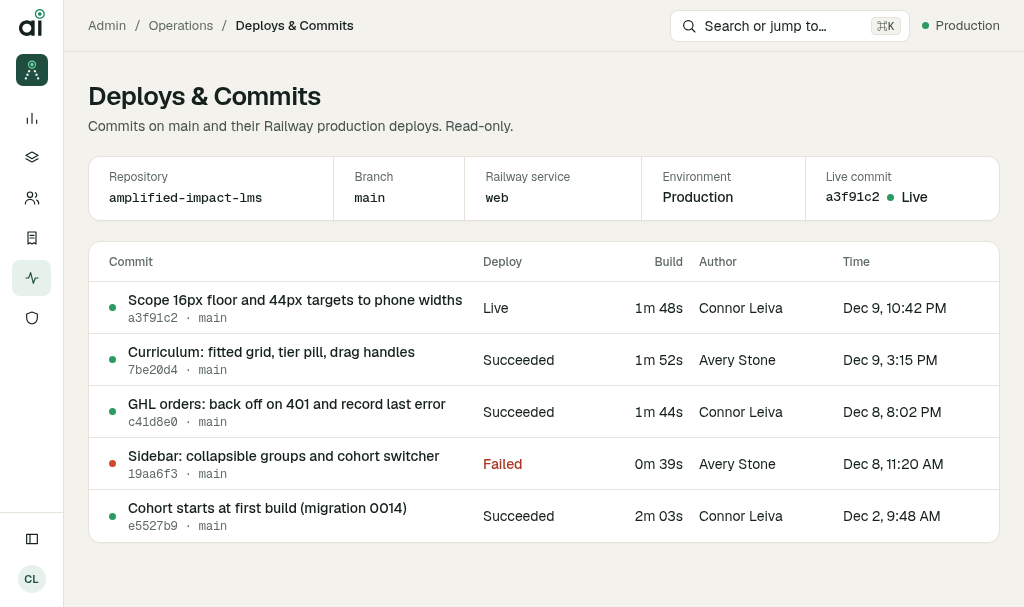 ai
Admin / Operations / Deploys & Commits
Search or jump to…
⌘K
Production
Deploys & Commits
Commits on main and their Railway production deploys. Read-only.
Repository
amplified-impact-lms
Branch
main
Railway service
web
Environment
Production
Live commit
a3f91c2 Live
Commit Deploy Build Author Time
Scope 16px floor and 44px targets to phone widths
a3f91c2 · main
Live 1m 48s Connor Leiva Dec 9, 10:42 PM
Curriculum: fitted grid, tier pill, drag handles
7be20d4 · main
Succeeded 1m 52s Avery Stone Dec 9, 3:15 PM
GHL orders: back off on 401 and record last error
c41d8e0 · main
Succeeded 1m 44s Connor Leiva Dec 8, 8:02 PM
Sidebar: collapsible groups and cohort switcher
19aa6f3 · main
Failed 0m 39s Avery Stone Dec 8, 11:20 AM
Cohort starts at first build (migration 0014)
e5527b9 · main
Succeeded 2m 03s Connor Leiva Dec 2, 9:48 AM
CL